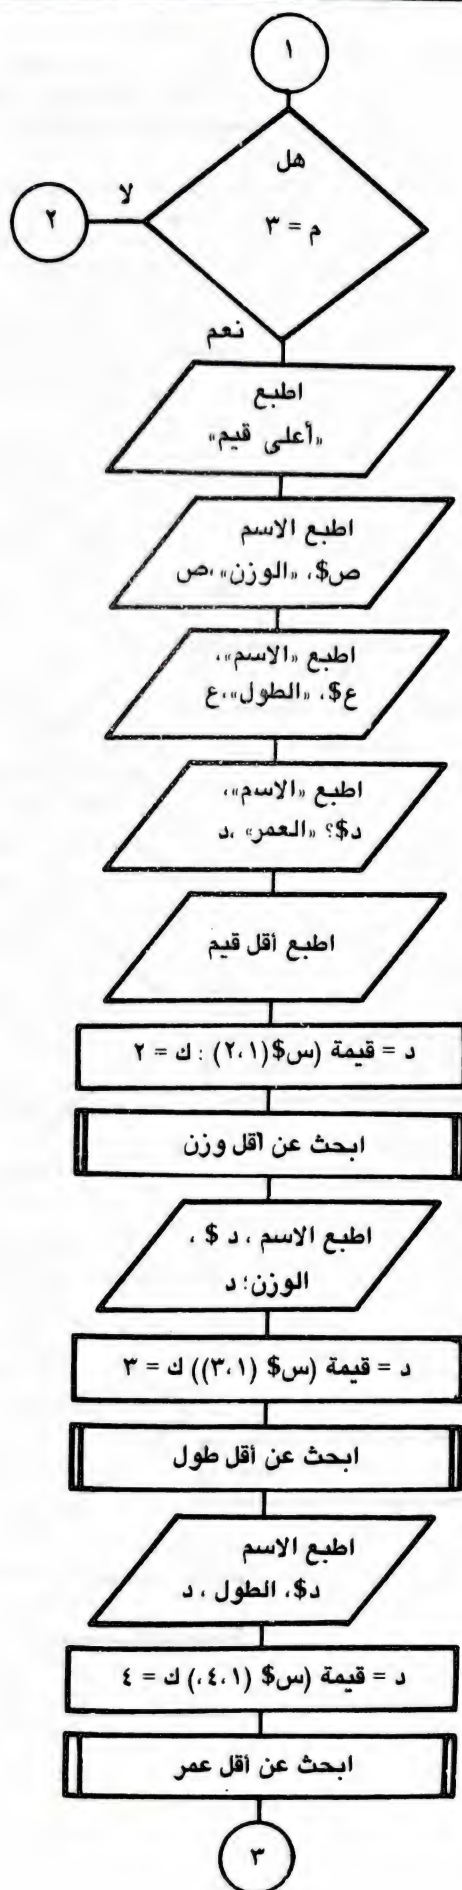 ١
هل
م = ٣
لا
٢
نعم
اطبع
«أعلى قيم»
اطبع الاسم
ص$، «الوزن»، ص
اطبع «الاسم»،
ع$، «الطول»، ع
اطبع «الاسم»،
د$؟ «العمر»، د
اطبع أقل قيم
د = قيمة (س$(٢،١) : ك = ٢
ابحث عن أقل وزن
اطبع الاسم ، د $ ،
الوزن؛ د
د = قيمة (س$ (٣،١)) ك = ٣
ابحث عن أقل طول
اطبع الاسم
د$، الطول ، د
د = قيمة (س$ (٤،١،) ك = ٤
ابحث عن أقل عمر
٣